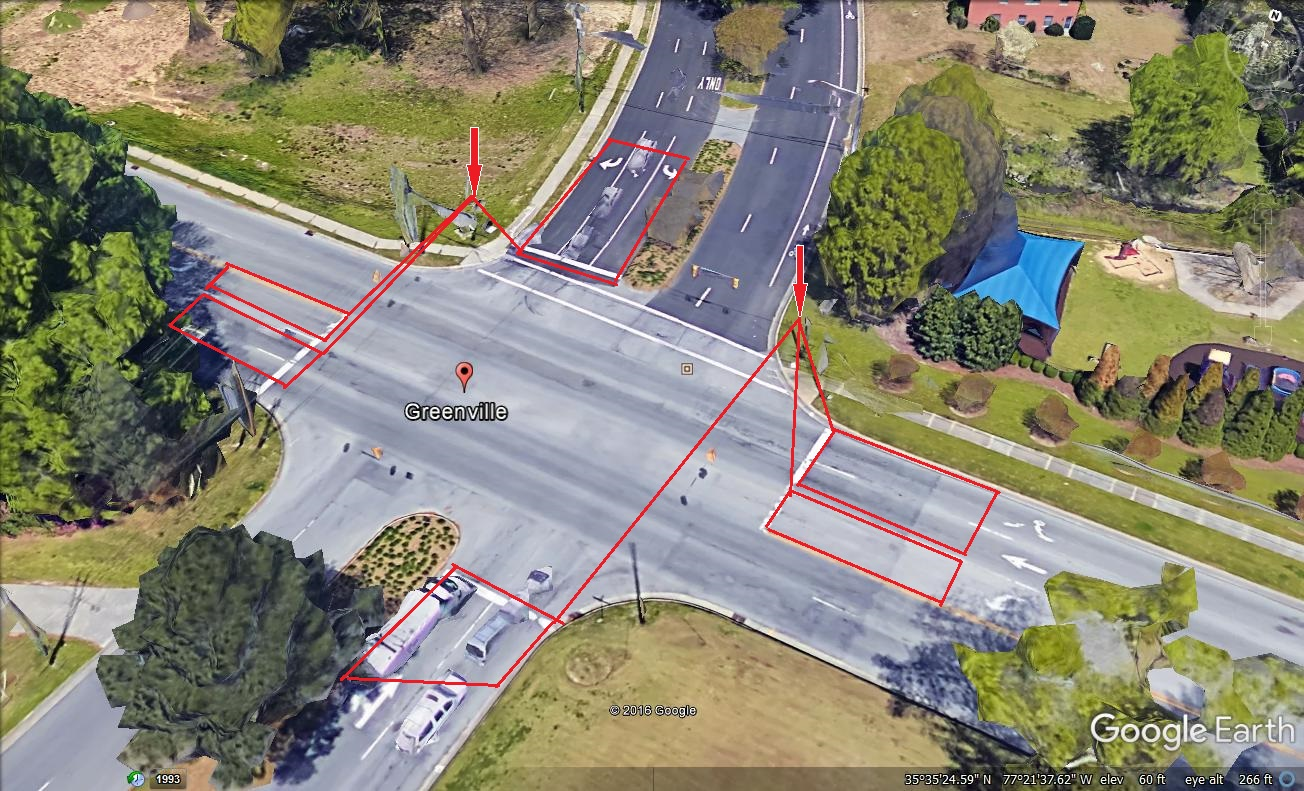 ONLY
Greenville
© 2016 Google
Google Earth
1993
35°35'24.59" N 77°21'37.62" W elev 60 ft eye alt 266 ft
N